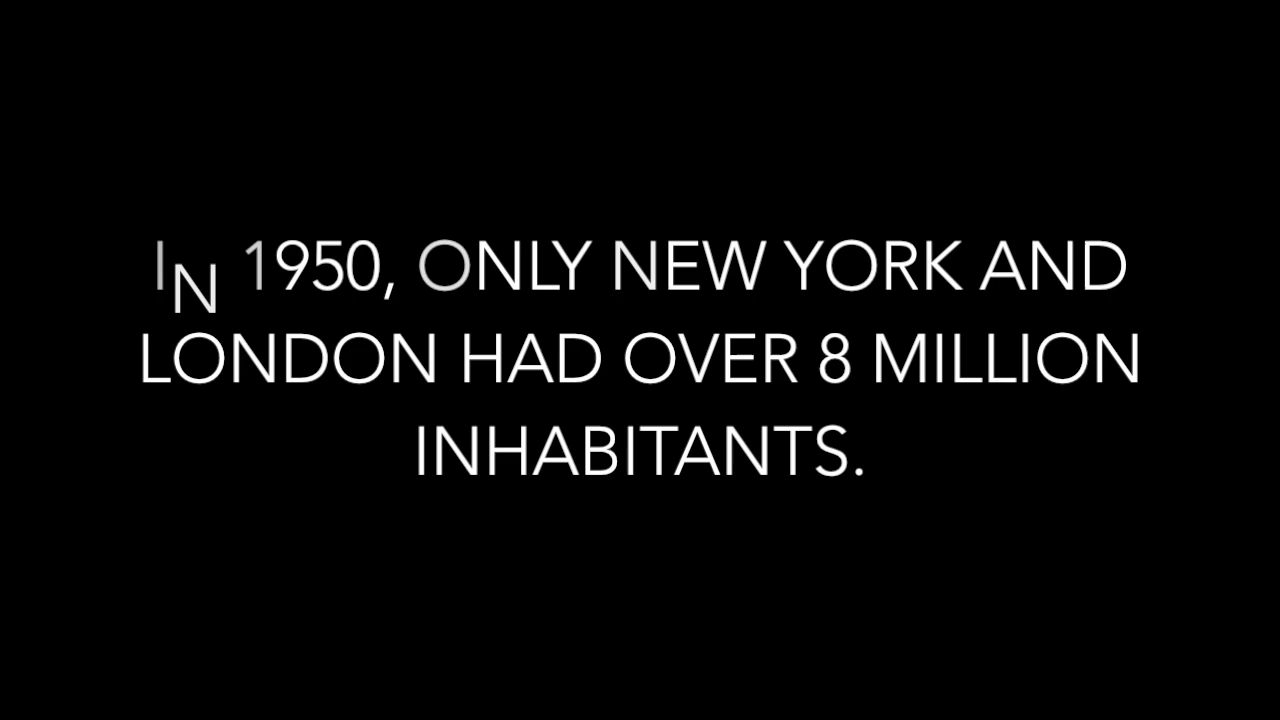 IN 1950, ONLY NEW YORK AND
LONDON HAD OVER 8 MILLION
INHABITANTS.